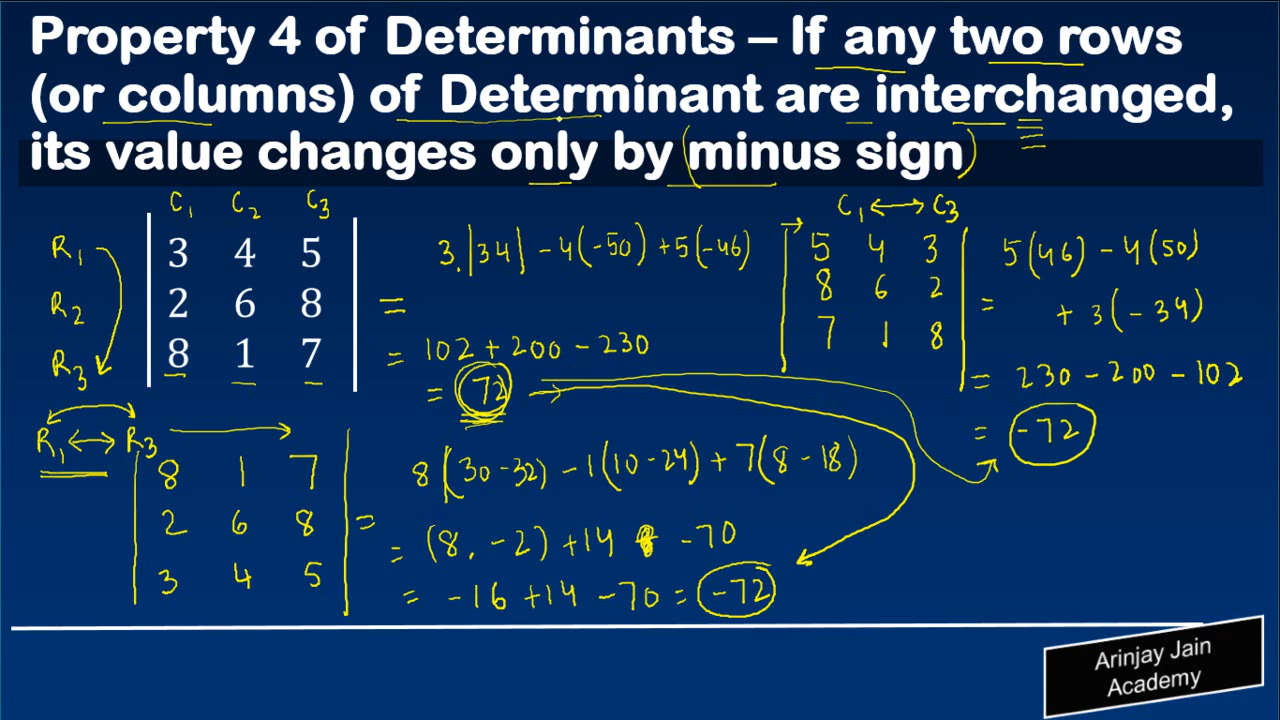 Property 4 of Determinants – If any two rows
(or columns) of Determinant are interchanged,
its value changes only by (minus sign)
C₁ C₂ C₃
R₁ 3 4 5
R₂ 2 6 8
R₃ 8 1 7
= 3.|34| - 4(-50) + 5(-46)
= 102 + 200 - 230
= 72
C₁ ↔ C₃
5 4 3
8 6 2
7 1 8
= 5(46) - 4(50)
+ 3(-34)
= 230 - 200 - 102
= -72
R₁ ↔ R₃
8 1 7
2 6 8
3 4 5
= 8(30-32) - 1(10-24) + 7(8-18)
= (8. -2) + 14 - 70
= -16 + 14 - 70 = -72
Arinjay Jain
Academy